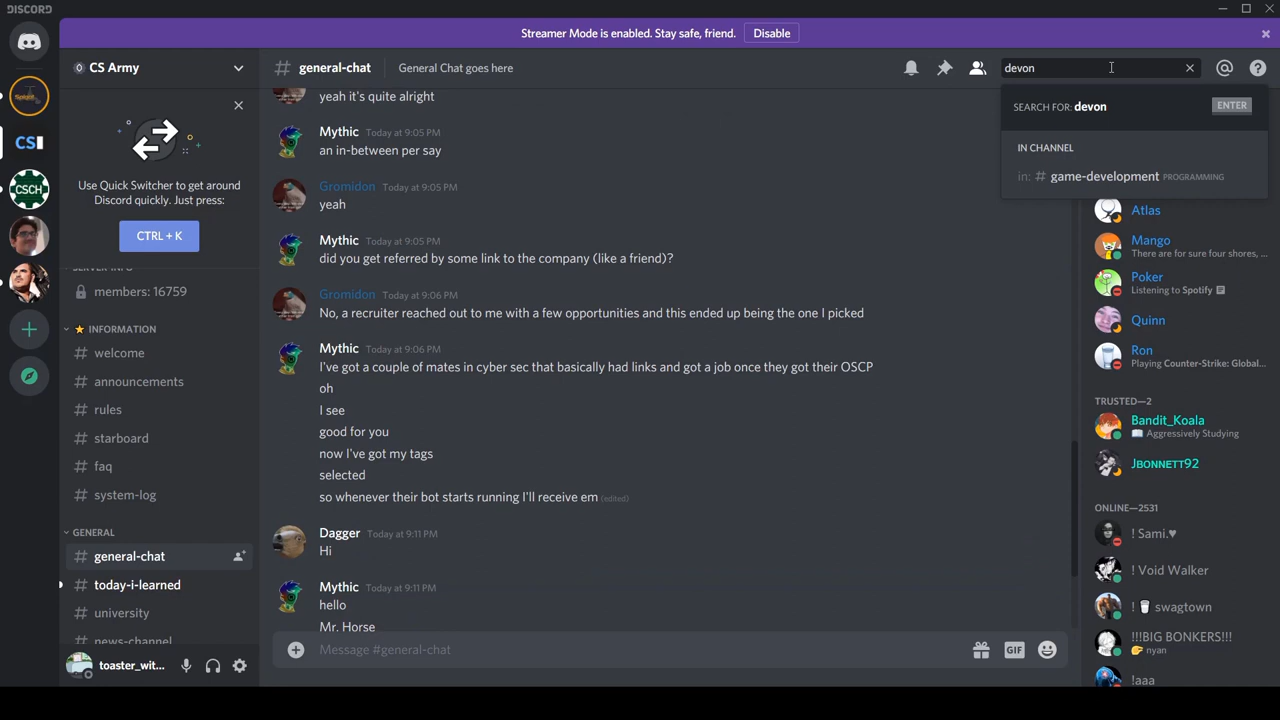 DISCORD
Streamer Mode is enabled. Stay safe, friend.
Disable
CS Army
general-chat
General Chat goes here
devon
SEARCH FOR: devon
ENTER
IN CHANNEL
in: # game-development PROGRAMMING
CSI
CSCH
Use Quick Switcher to get around
Discord quickly. Just press:
CTRL + K
SERVER INFO
members: 16759
INFORMATION
welcome
announcements
rules
starboard
faq
system-log
GENERAL
general-chat
today-i-learned
university
news-channel
toaster_wit...
yeah it's quite alright
Mythic Today at 9:05 PM
an in-between per say
Gromidon Today at 9:05 PM
yeah
Mythic Today at 9:05 PM
did you get referred by some link to the company (like a friend)?
Gromidon Today at 9:06 PM
No, a recruiter reached out to me with a few opportunities and this ended up being the one I picked
Mythic Today at 9:06 PM
I've got a couple of mates in cyber sec that basically had links and got a job once they got their OSCP
oh
I see
good for you
now I've got my tags
selected
so whenever their bot starts running I'll receive em (edited)
Dagger Today at 9:11 PM
Hi
Mythic Today at 9:11 PM
hello
Mr. Horse
Message #general-chat
GIF
Atlas
Mango
There are for sure four shores, ...
Poker
Listening to Spotify
Quinn
Ron
Playing Counter-Strike: Global...
TRUSTED—2
Bandit_Koala
Aggressively Studying
JBONNETT92
ONLINE—2531
! Sami.♥
! Void Walker
! 🥛 swagtown
!!!BIG BONKERS!!!
👉 nyan
!aaa